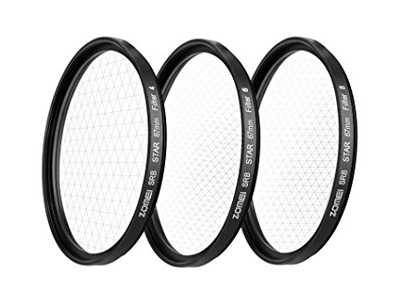 ZOMEI SRB STAR 67mm Filter 4
ZOMEI SRB STAR 67mm Filter 6
ZOMEI SRB STAR 67mm Filter 8